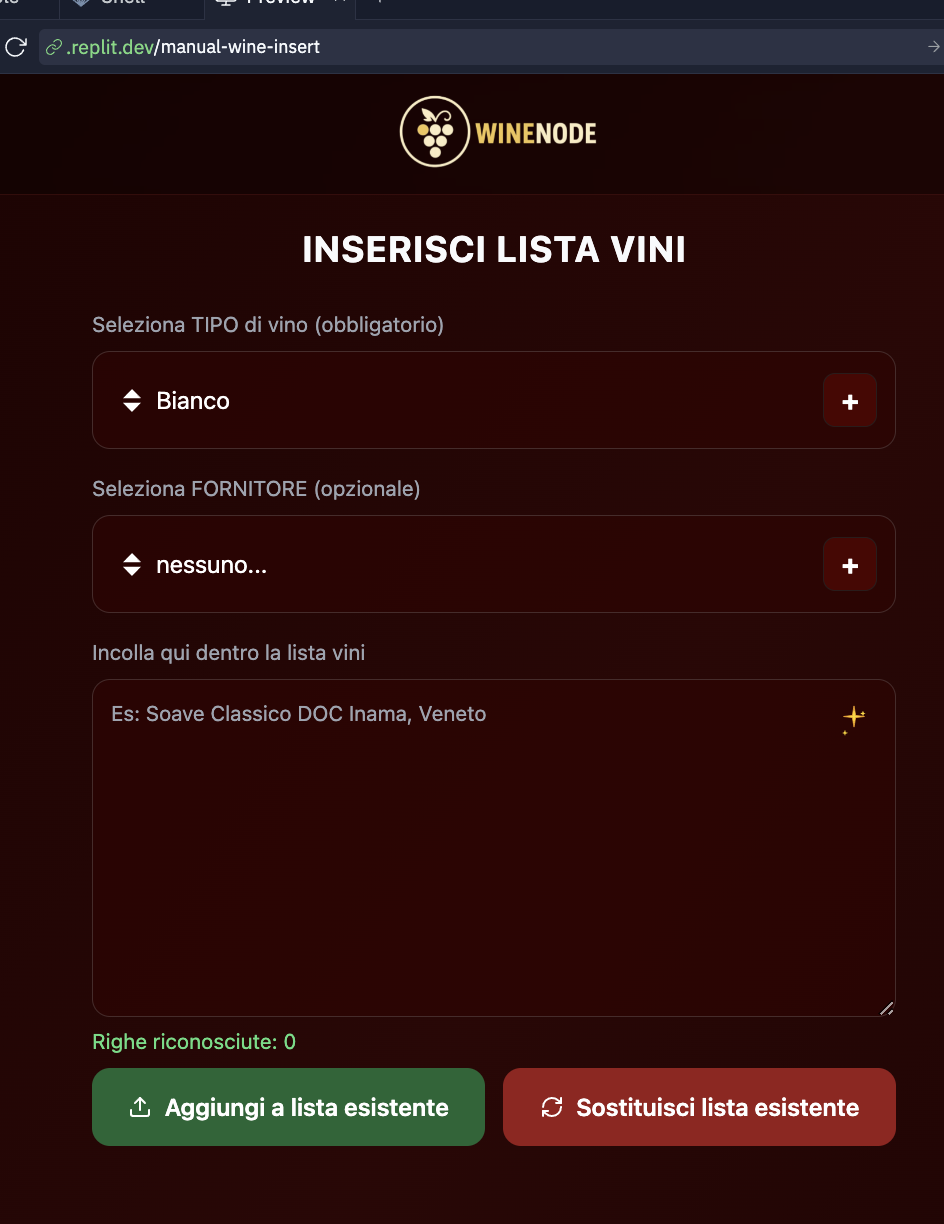 Preview
.replit.dev/manual-wine-insert
WINENODE
INSERISCI LISTA VINI
Seleziona TIPO di vino (obbligatorio)
Bianco
+
Seleziona FORNITORE (opzionale)
nessuno...
+
Incolla qui dentro la lista vini
Es: Soave Classico DOC Inama, Veneto
Righe riconosciute: 0
Aggiungi a lista esistente
Sostituisci lista esistente